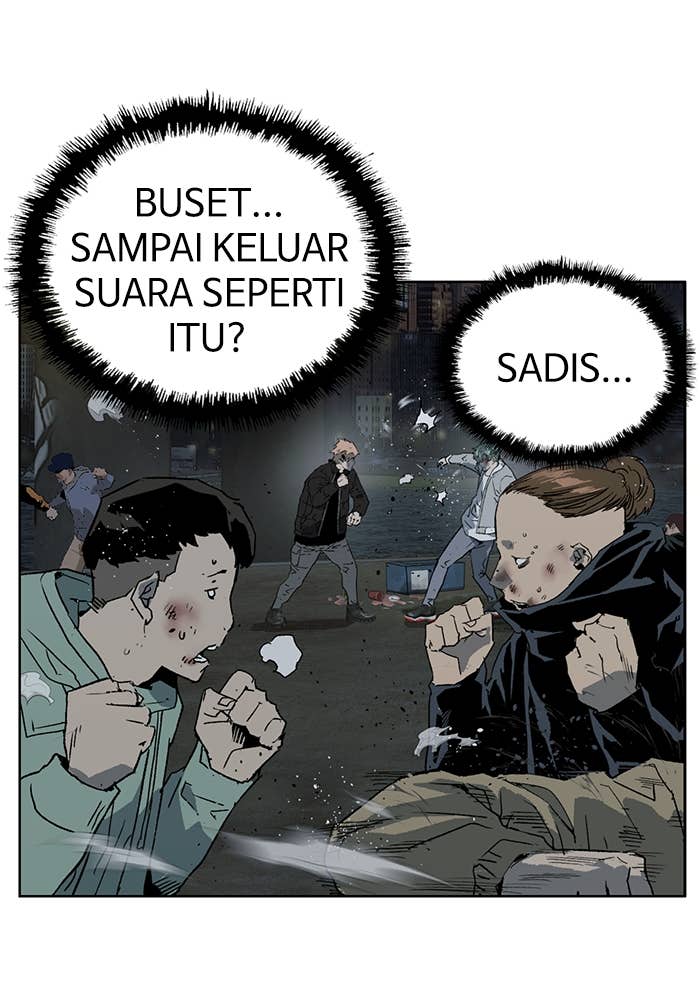 BUSET...
SAMPAI KELUAR
SUARA SEPERTI
ITU?
SADIS...